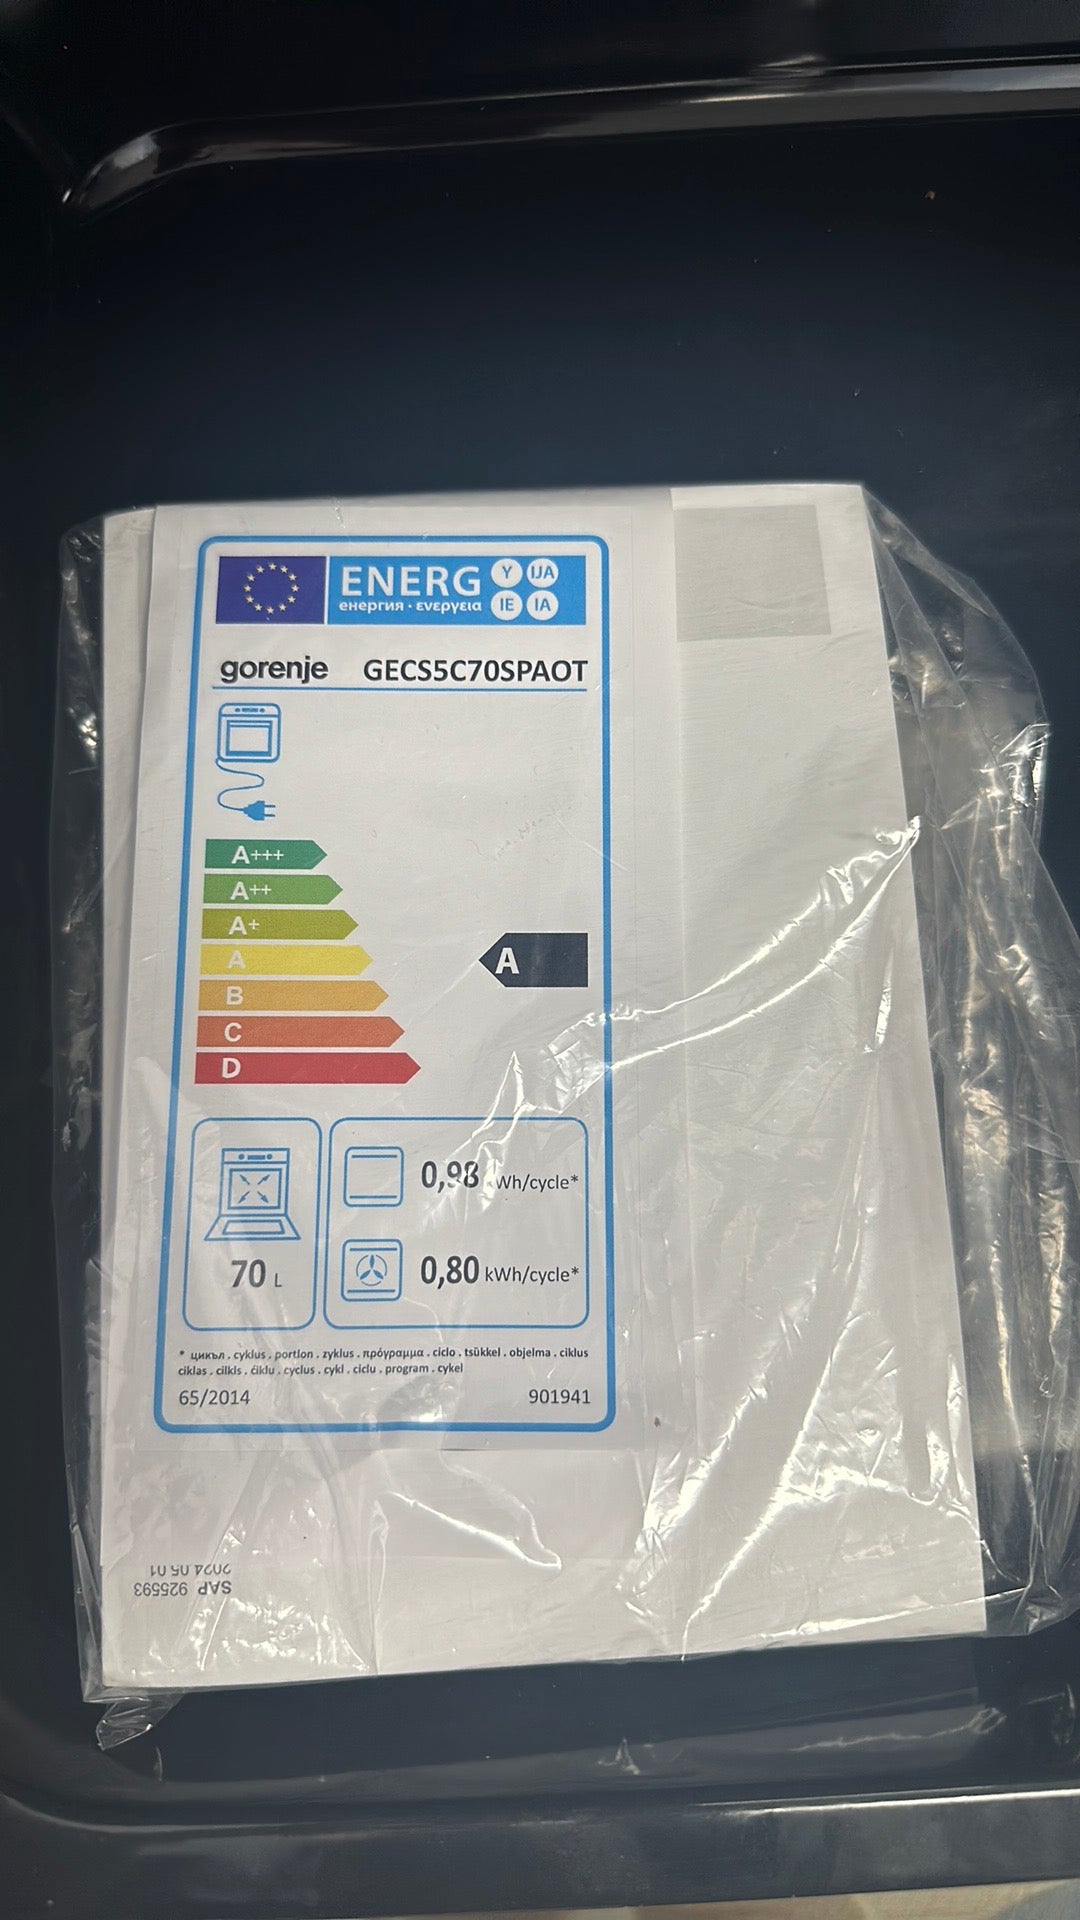 ENERG Y IJA
енергия · ενεργεια IE IA
gorenje GECS5C70SPAOT
A+++
A++
A+
A
A
B
C
D
0,98 kWh/cycle*
70 L
0,80 kWh/cycle*
* цикъл . cyklus . portion . zyklus . πρόγραμμα . ciclo . tsükkel . objelma . ciklus
ciklas . cilkis . ċiklu . cyclus . cykl . ciclu . program . cykel
65/2014 901941
SAP 925593
2024.05.01